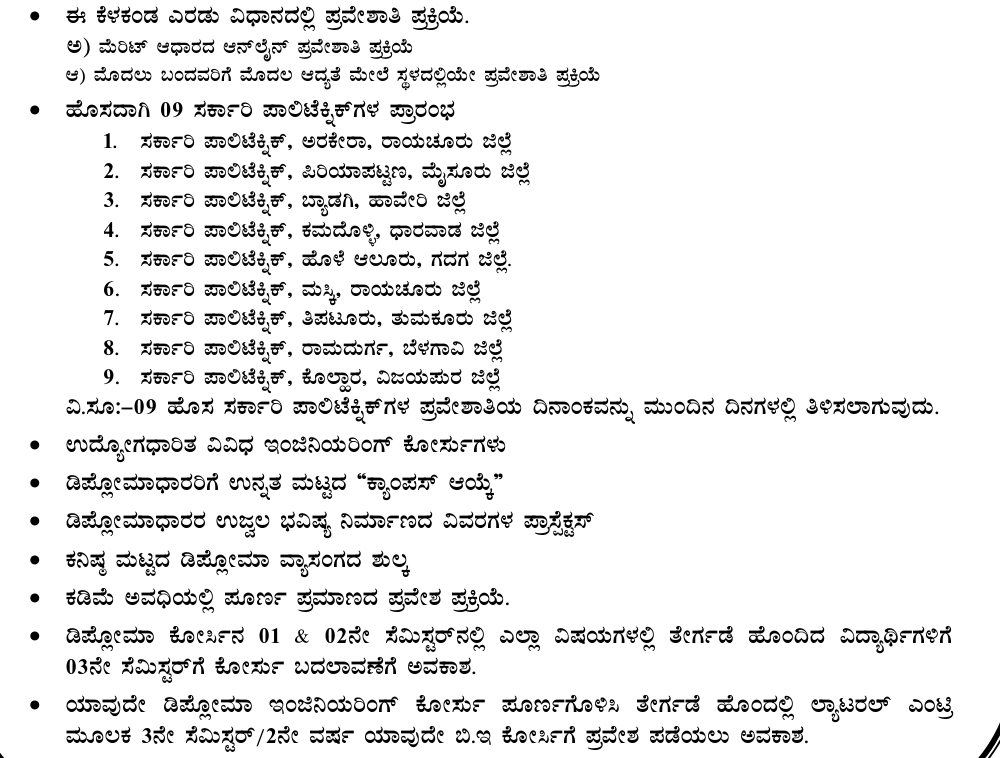 • ಈ ಕೆಳಕಂಡ ಎರಡು ವಿಧಾನದಲ್ಲಿ ಪ್ರವೇಶಾತಿ ಪ್ರಕ್ರಿಯೆ.
ಅ) ಮೆರಿಟ್ ಆಧಾರದ ಆನ್‌ಲೈನ್ ಪ್ರವೇಶಾತಿ ಪ್ರಕ್ರಿಯೆ
ಆ) ಮೊದಲು ಬಂದವರಿಗೆ ಮೊದಲ ಆದ್ಯತೆ ಮೇಲೆ ಸ್ಥಳದಲ್ಲಿಯೇ ಪ್ರವೇಶಾತಿ ಪ್ರಕ್ರಿಯೆ
• ಹೊಸದಾಗಿ 09 ಸರ್ಕಾರಿ ಪಾಲಿಟೆಕ್ನಿಕ್‌ಗಳ ಪ್ರಾರಂಭ
1. ಸರ್ಕಾರಿ ಪಾಲಿಟೆಕ್ನಿಕ್, ಅರಕೇರಾ, ರಾಯಚೂರು ಜಿಲ್ಲೆ
2. ಸರ್ಕಾರಿ ಪಾಲಿಟೆಕ್ನಿಕ್, ಪಿರಿಯಾಪಟ್ಟಣ, ಮೈಸೂರು ಜಿಲ್ಲೆ
3. ಸರ್ಕಾರಿ ಪಾಲಿಟೆಕ್ನಿಕ್, ಬ್ಯಾಡಗಿ, ಹಾವೇರಿ ಜಿಲ್ಲೆ
4. ಸರ್ಕಾರಿ ಪಾಲಿಟೆಕ್ನಿಕ್, ಕಮದೊಳ್ಳಿ, ಧಾರವಾಡ ಜಿಲ್ಲೆ
5. ಸರ್ಕಾರಿ ಪಾಲಿಟೆಕ್ನಿಕ್, ಹೊಳೆ ಆಲೂರು, ಗದಗ ಜಿಲ್ಲೆ.
6. ಸರ್ಕಾರಿ ಪಾಲಿಟೆಕ್ನಿಕ್, ಮಸ್ಕಿ, ರಾಯಚೂರು ಜಿಲ್ಲೆ
7. ಸರ್ಕಾರಿ ಪಾಲಿಟೆಕ್ನಿಕ್, ತಿಪಟೂರು, ತುಮಕೂರು ಜಿಲ್ಲೆ
8. ಸರ್ಕಾರಿ ಪಾಲಿಟೆಕ್ನಿಕ್, ರಾಮದುರ್ಗ, ಬೆಳಗಾವಿ ಜಿಲ್ಲೆ
9. ಸರ್ಕಾರಿ ಪಾಲಿಟೆಕ್ನಿಕ್, ಕೊಲ್ಹಾರ, ವಿಜಯಪುರ ಜಿಲ್ಲೆ
ವಿ.ಸೂ:-09 ಹೊಸ ಸರ್ಕಾರಿ ಪಾಲಿಟೆಕ್ನಿಕ್‌ಗಳ ಪ್ರವೇಶಾತಿಯ ದಿನಾಂಕವನ್ನು ಮುಂದಿನ ದಿನಗಳಲ್ಲಿ ತಿಳಿಸಲಾಗುವುದು.
• ಉದ್ಯೋಗಧಾರಿತ ವಿವಿಧ ಇಂಜಿನಿಯರಿಂಗ್ ಕೋರ್ಸುಗಳು
• ಡಿಪ್ಲೋಮಾಧಾರರಿಗೆ ಉನ್ನತ ಮಟ್ಟದ “ಕ್ಯಾಂಪಸ್ ಆಯ್ಕೆ”
• ಡಿಪ್ಲೋಮಾಧಾರರ ಉಜ್ವಲ ಭವಿಷ್ಯ ನಿರ್ಮಾಣದ ವಿವರಗಳ ಪ್ರಾಸ್ಪೆಕ್ಟಸ್
• ಕನಿಷ್ಠ ಮಟ್ಟದ ಡಿಪ್ಲೋಮಾ ವ್ಯಾಸಂಗದ ಶುಲ್ಕ
• ಕಡಿಮೆ ಅವಧಿಯಲ್ಲಿ ಪೂರ್ಣ ಪ್ರಮಾಣದ ಪ್ರವೇಶ ಪ್ರಕ್ರಿಯೆ.
• ಡಿಪ್ಲೋಮಾ ಕೋರ್ಸಿನ 01 & 02ನೇ ಸೆಮಿಸ್ಟರ್‌ನಲ್ಲಿ ಎಲ್ಲಾ ವಿಷಯಗಳಲ್ಲಿ ತೇರ್ಗಡೆ ಹೊಂದಿದ ವಿದ್ಯಾರ್ಥಿಗಳಿಗೆ
03ನೇ ಸೆಮಿಸ್ಟರ್‌ಗೆ ಕೋರ್ಸು ಬದಲಾವಣೆಗೆ ಅವಕಾಶ.
• ಯಾವುದೇ ಡಿಪ್ಲೋಮಾ ಇಂಜಿನಿಯರಿಂಗ್ ಕೋರ್ಸು ಪೂರ್ಣಗೊಳಿಸಿ ತೇರ್ಗಡೆ ಹೊಂದಲ್ಲಿ ಲ್ಯಾಟರಲ್ ಎಂಟ್ರಿ
ಮೂಲಕ 3ನೇ ಸೆಮಿಸ್ಟರ್/2ನೇ ವರ್ಷ ಯಾವುದೇ ಬಿ.ಇ ಕೋರ್ಸಿಗೆ ಪ್ರವೇಶ ಪಡೆಯಲು ಅವಕಾಶ.